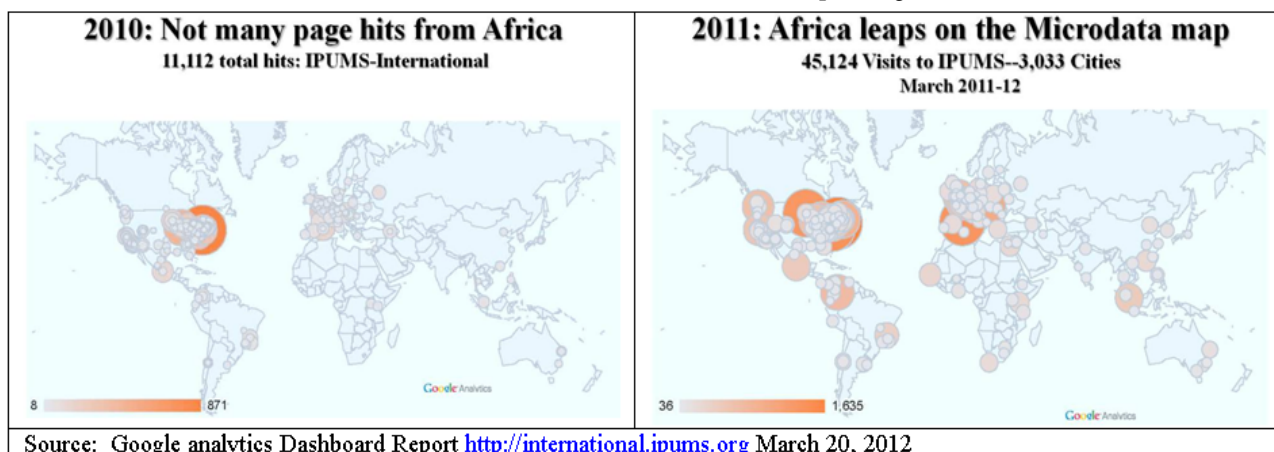 2010: Not many page hits from Africa
11,112 total hits: IPUMS-International
8
871
Google Analytics
2011: Africa leaps on the Microdata map
45,124 Visits to IPUMS--3,033 Cities
March 2011-12
36
1,635
Google Analytics
Source: Google analytics Dashboard Report http://international.ipums.org March 20, 2012